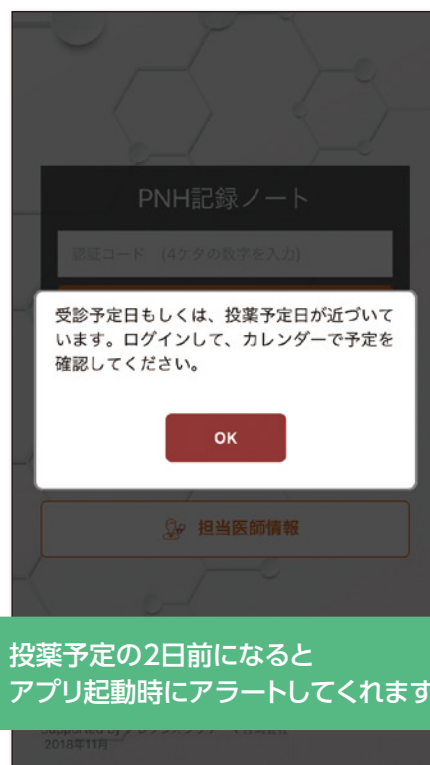 PNH記録ノート
認証コード (4ケタの数字を入力)
受診予定日もしくは、投薬予定日が近づいて
います。ログインして、カレンダーで予定を
確認してください。
OK
担当医師情報
投薬予定の2日前になると
アプリ起動時にアラートしてくれます
Supported by
2018年11月